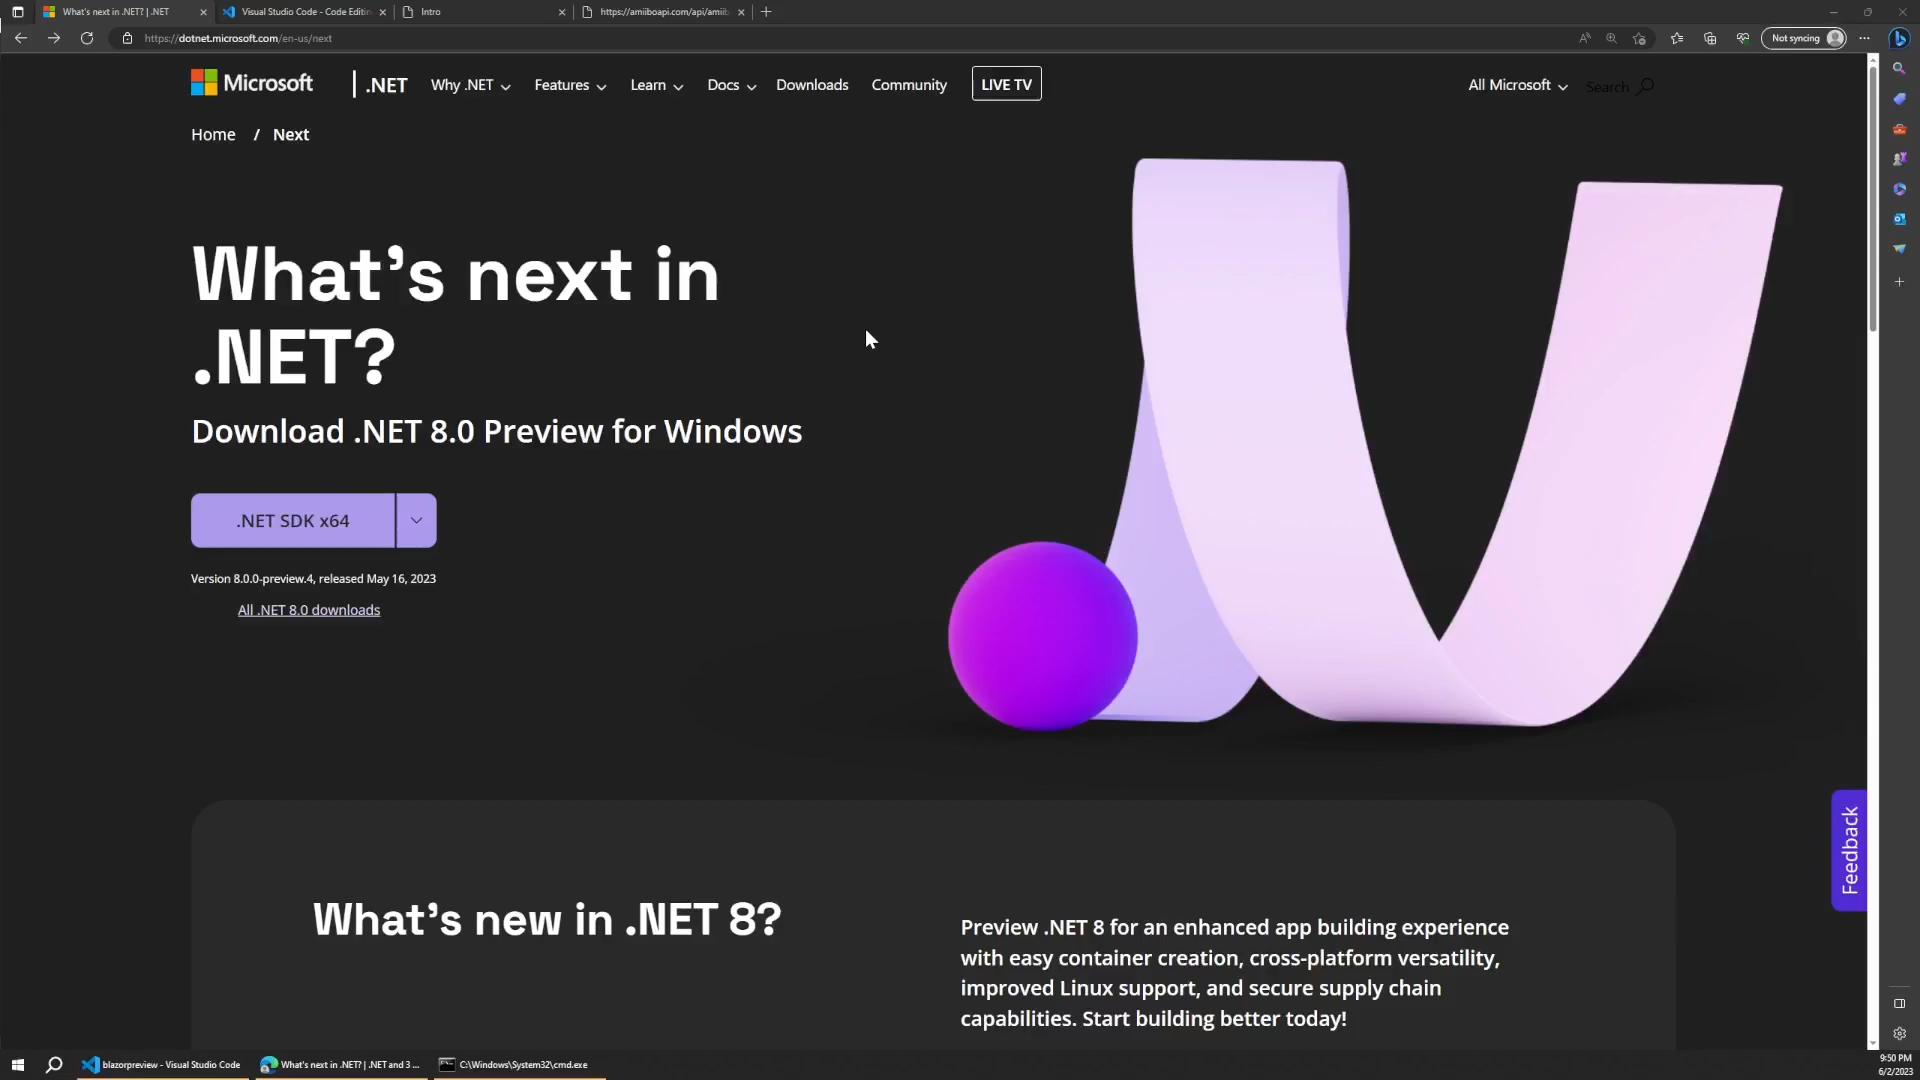 What's next in .NET? | .NET
Visual Studio Code - Code Editin
Intro
https://amiiboapi.com/api/amiib
https://dotnet.microsoft.com/en-us/next
Not syncing
Microsoft
.NET
Why .NET
Features
Learn
Docs
Downloads
Community
LIVE TV
All Microsoft
Search
Home / Next
What's next in
.NET?
Download .NET 8.0 Preview for Windows
.NET SDK x64
Version 8.0.0-preview.4, released May 16, 2023
All .NET 8.0 downloads
Feedback
What's new in .NET 8?
Preview .NET 8 for an enhanced app building experience
with easy container creation, cross-platform versatility,
improved Linux support, and secure supply chain
capabilities. Start building better today!
blazorpreview - Visual Studio Code
What's next in .NET? | .NET and 3 ...
C:\Windows\System32\cmd.exe
9:50 PM
6/2/2023